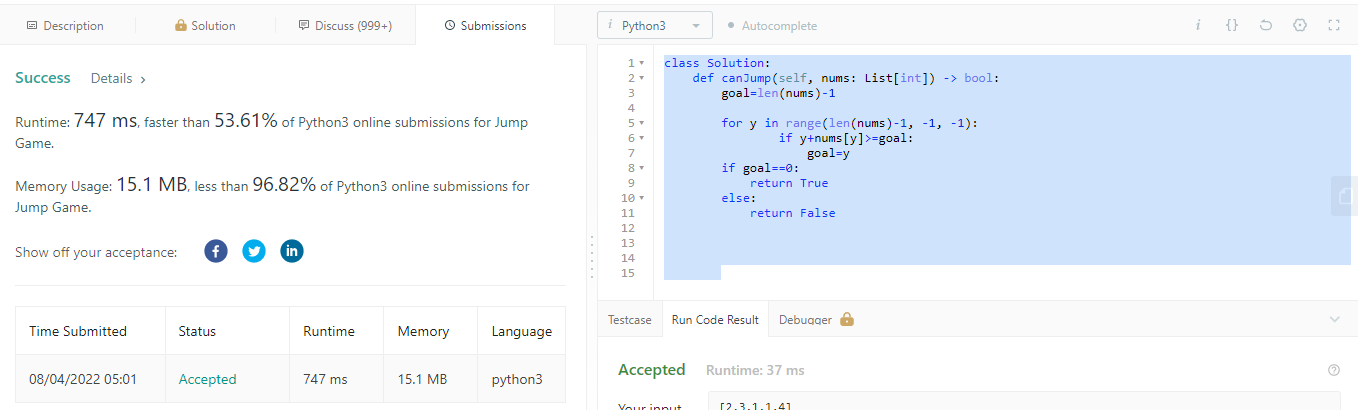 Description
Solution
Discuss (999+)
Submissions
i Python3
Autocomplete
i {}
Success Details >
Runtime: 747 ms, faster than 53.61% of Python3 online submissions for Jump
Game.
Memory Usage: 15.1 MB, less than 96.82% of Python3 online submissions for
Jump Game.
Show off your acceptance:
Time Submitted Status Runtime Memory Language
08/04/2022 05:01 Accepted 747 ms 15.1 MB python3
1 class Solution:
2     def canJump(self, nums: List[int]) -> bool:
3         goal=len(nums)-1
4
5         for y in range(len(nums)-1, -1, -1):
6                 if y+nums[y]>=goal:
7                     goal=y
8         if goal==0:
9             return True
10         else:
11             return False
12
13
14
15
Testcase Run Code Result Debugger
Accepted Runtime: 37 ms
Your input [2,3,1,1,4]